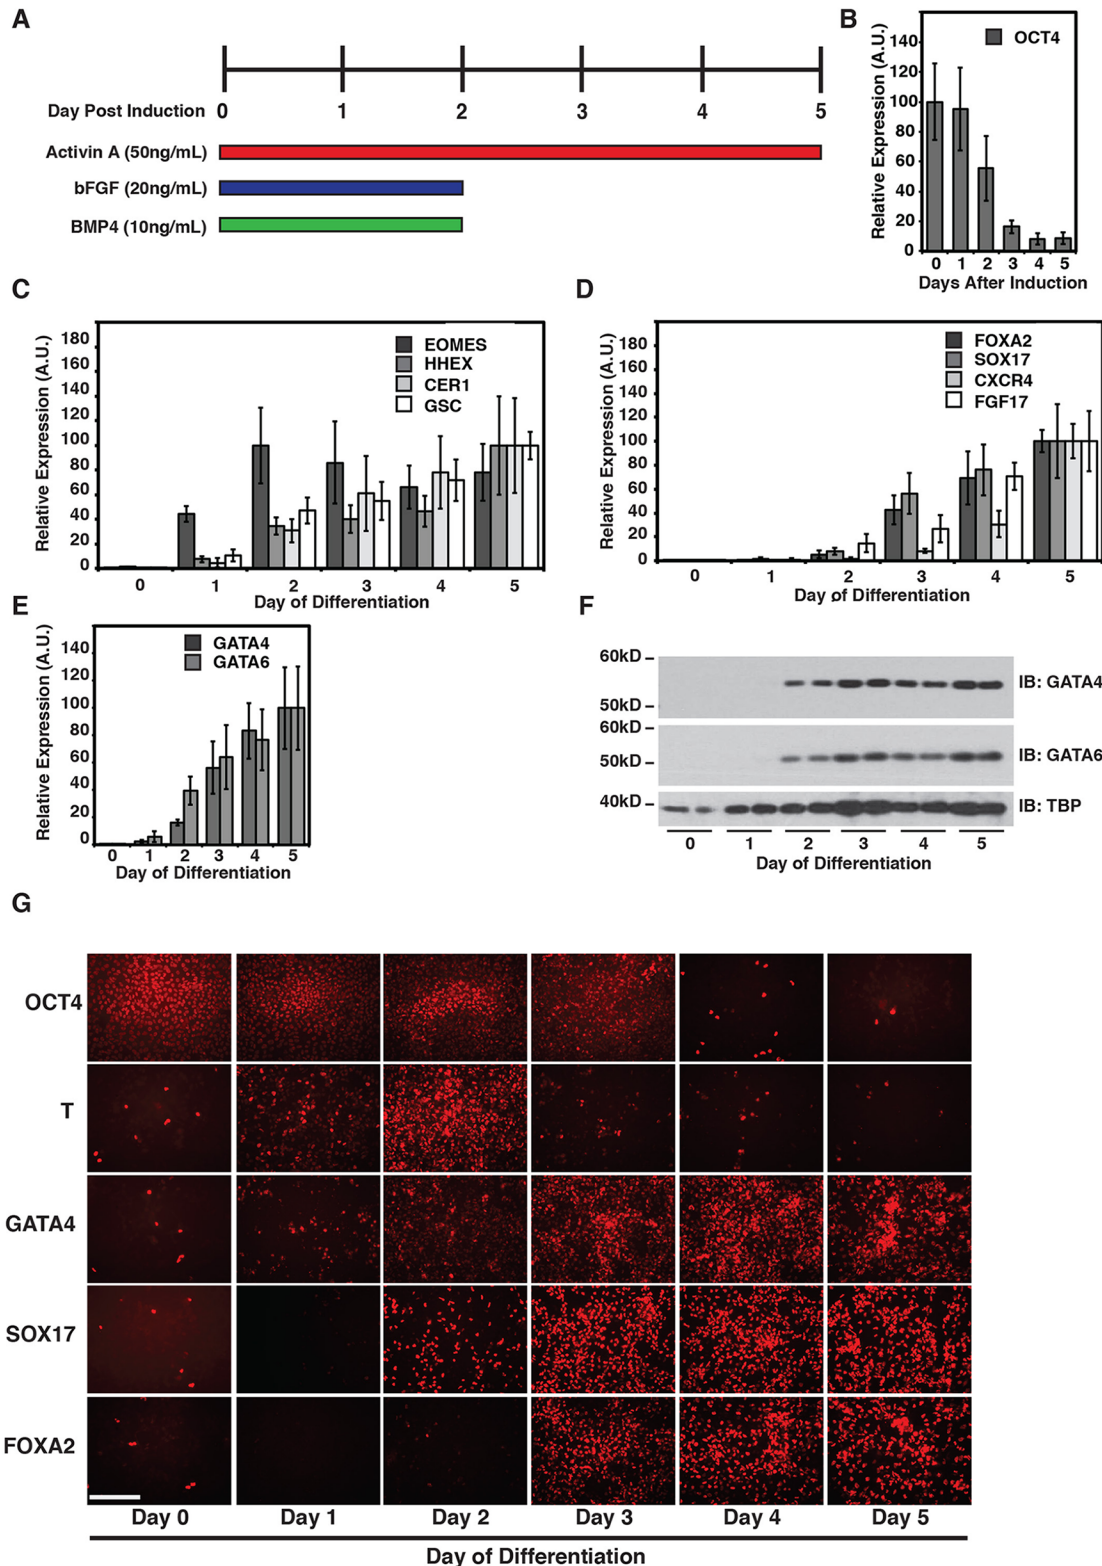 A
Day Post Induction 0 1 2 3 4 5
Activin A (50ng/mL)
bFGF (20ng/mL)
BMP4 (10ng/mL)
B
Relative Expression (A.U.)
140
120
100
80
60
40
20
0
OCT4
0 1 2 3 4 5
Days After Induction
C
Relative Expression (A.U.)
180
160
140
120
100
80
60
40
20
0
EOMES
HHEX
CER1
GSC
0 1 2 3 4 5
Day of Differentiation
D
Relative Expression (A.U.)
180
160
140
120
100
80
60
40
20
0
FOXA2
SOX17
CXCR4
FGF17
0 1 2 3 4 5
Day of Differentiation
E
Relative Expression (A.U.)
140
120
100
80
60
40
20
0
GATA4
GATA6
0 1 2 3 4 5
Day of Differentiation
F
60kD
50kD
IB: GATA4
60kD
50kD
IB: GATA6
40kD
IB: TBP
0 1 2 3 4 5
Day of Differentiation
G
OCT4
T
GATA4
SOX17
FOXA2
Day 0 Day 1 Day 2 Day 3 Day 4 Day 5
Day of Differentiation